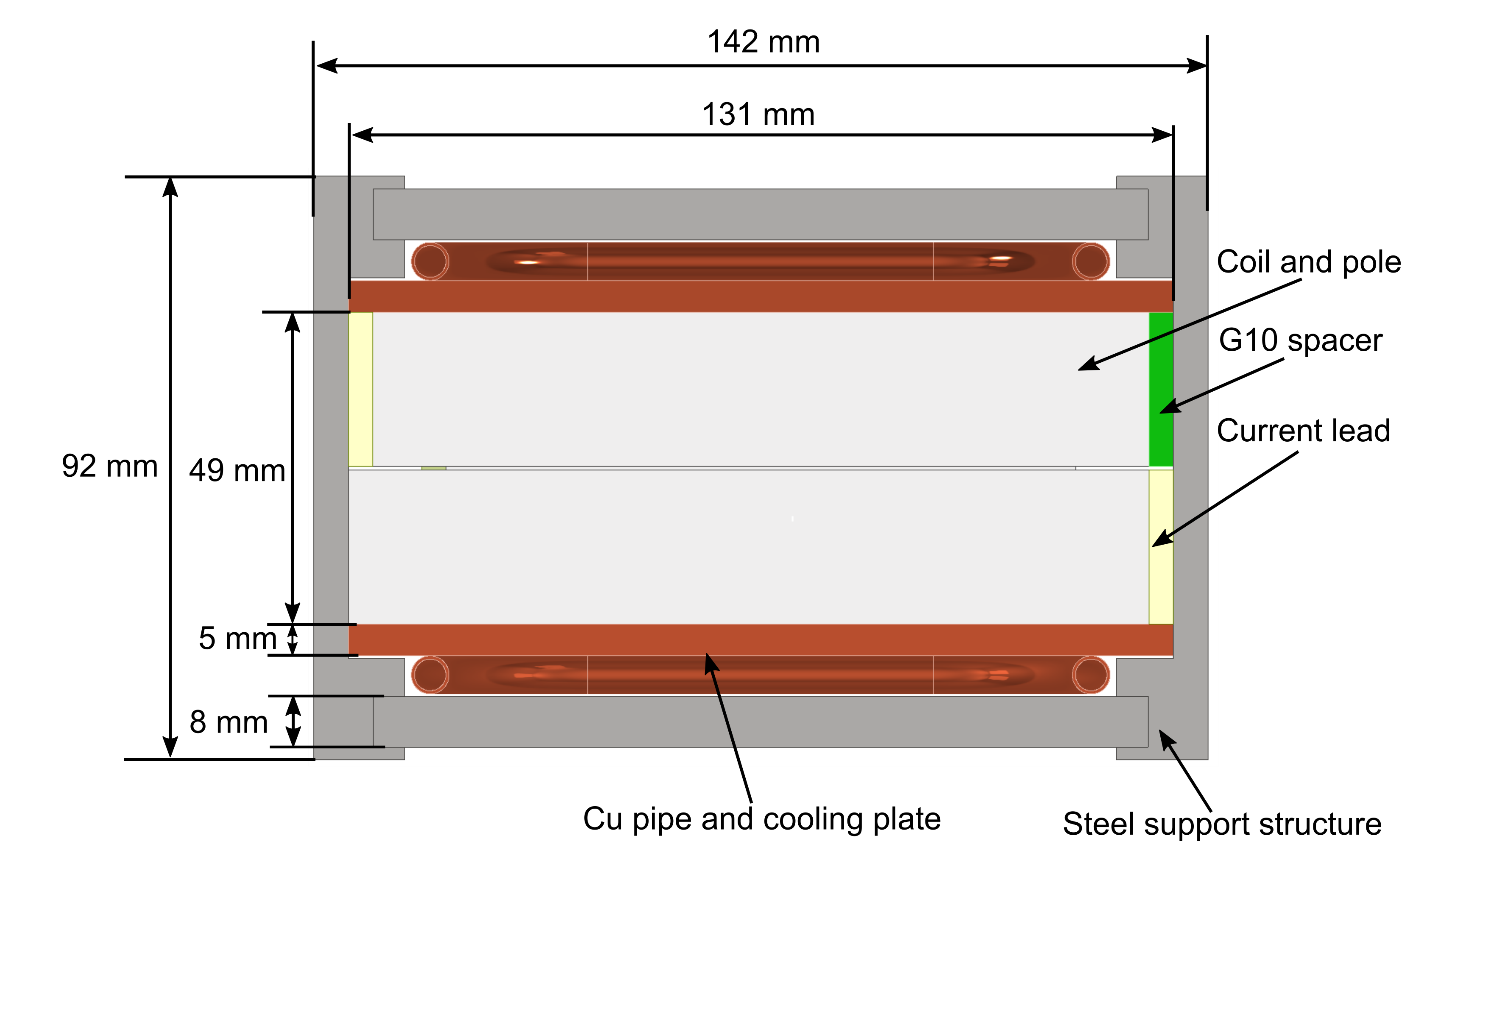 142 mm
131 mm
Coil and pole
G10 spacer
Current lead
92 mm
49 mm
5 mm
8 mm
Cu pipe and cooling plate
Steel support structure